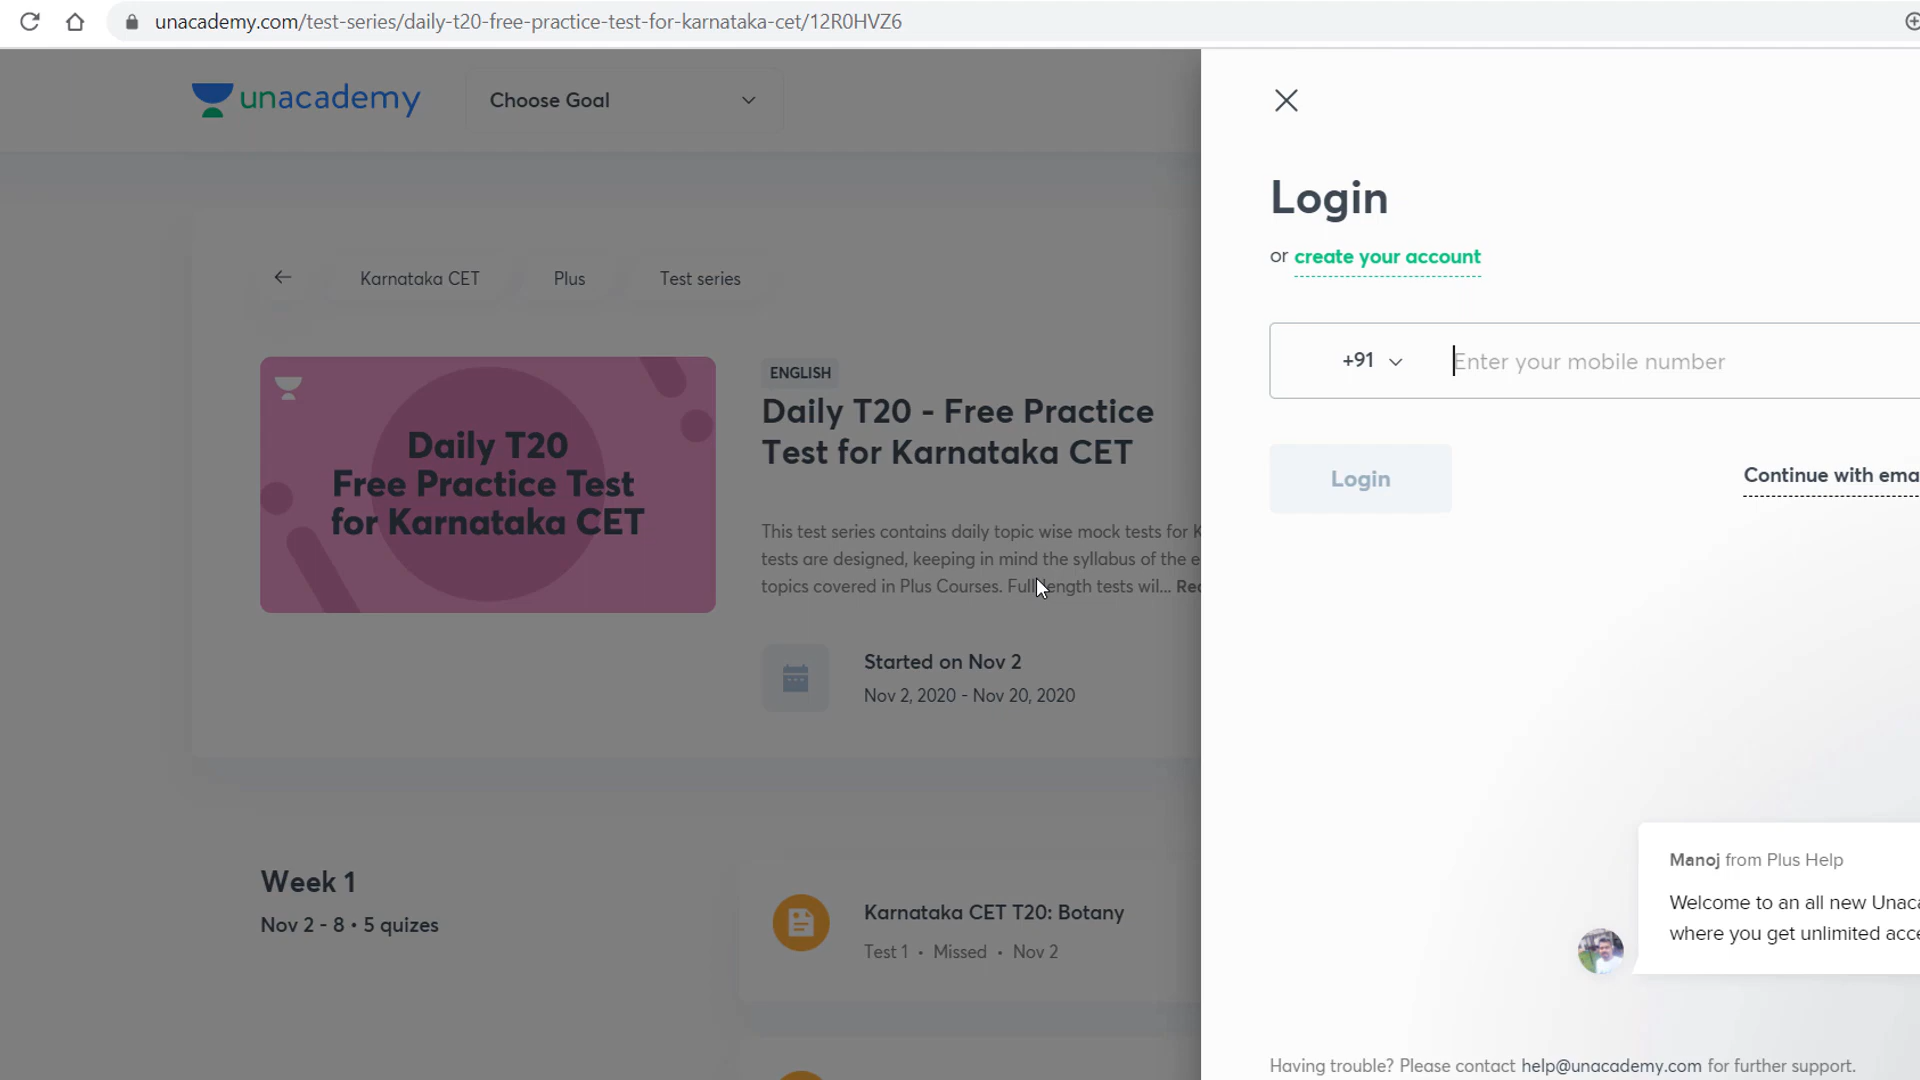 unacademy.com/test-series/daily-t20-free-practice-test-for-karnataka-cet/12R0HVZ6
unacademy
Choose Goal
Karnataka CET
Plus
Test series
Daily T20
Free Practice Test
for Karnataka CET
ENGLISH
Daily T20 - Free Practice
Test for Karnataka CET
This test series contains daily topic wise mock tests for K
tests are designed, keeping in mind the syllabus of the e
topics covered in Plus Courses. Full length tests wil... Rea
Started on Nov 2
Nov 2, 2020 - Nov 20, 2020
Week 1
Nov 2 - 8 • 5 quizes
Karnataka CET T20: Botany
Test 1 • Missed • Nov 2
Login
or create your account
+91
Enter your mobile number
Login
Continue with ema
Manoj from Plus Help
Welcome to an all new Unaca
where you get unlimited acce
Having trouble? Please contact help@unacademy.com for further support.